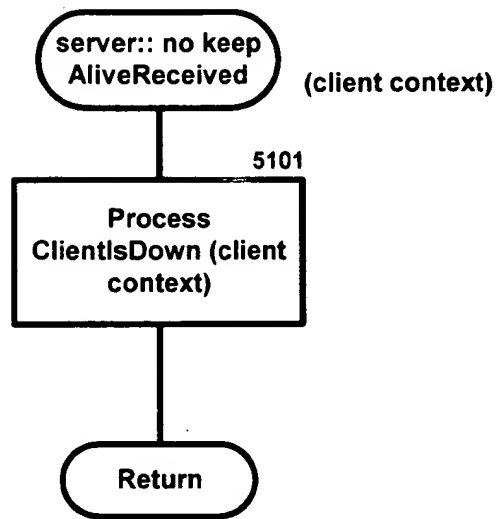 server:: no keep
AliveReceived
(client context)
5101
Process
ClientIsDown (client
context)
Return